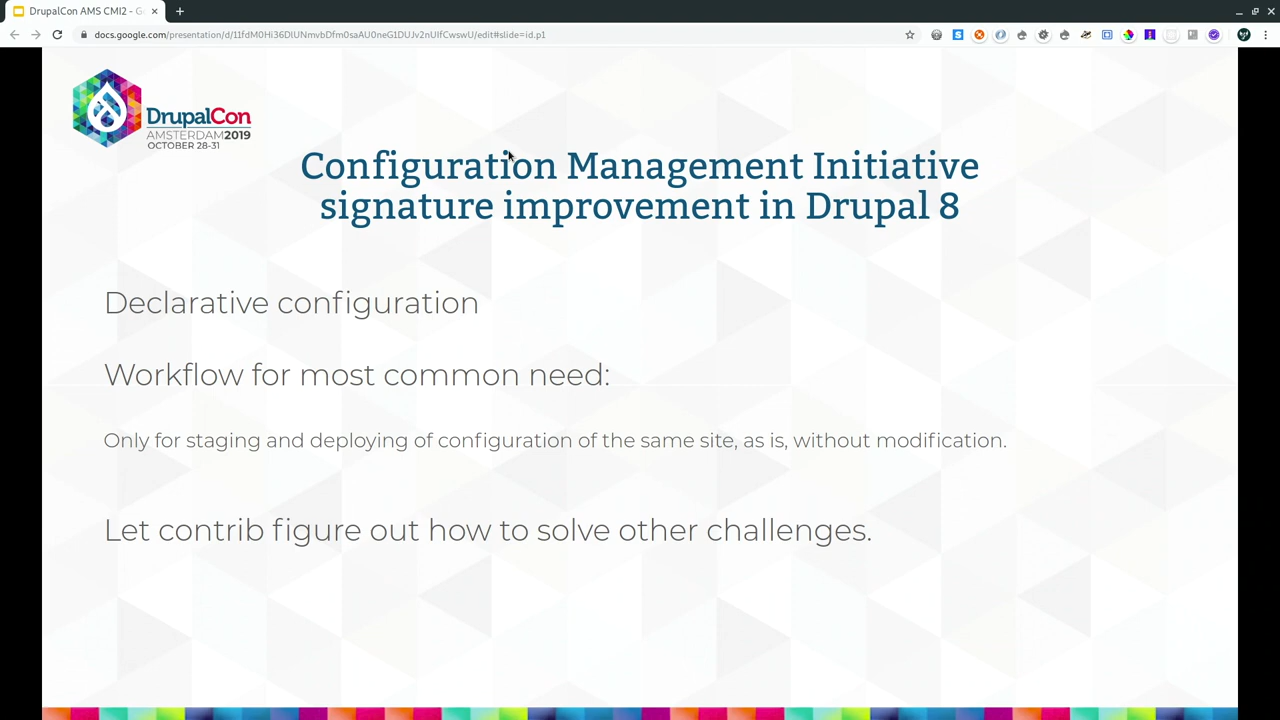 DrupalCon AMS CMI2 - G
docs.google.com/presentation/d/11fdM0Hi36DlUNmvbDfm0saAU0neG1DUJv2nUIfCwswU/edit#slide=id.p1
DrupalCon
AMSTERDAM2019
OCTOBER 28-31
Configuration Management Initiative
signature improvement in Drupal 8
Declarative configuration
Workflow for most common need:
Only for staging and deploying of configuration of the same site, as is, without modification.
Let contrib figure out how to solve other challenges.